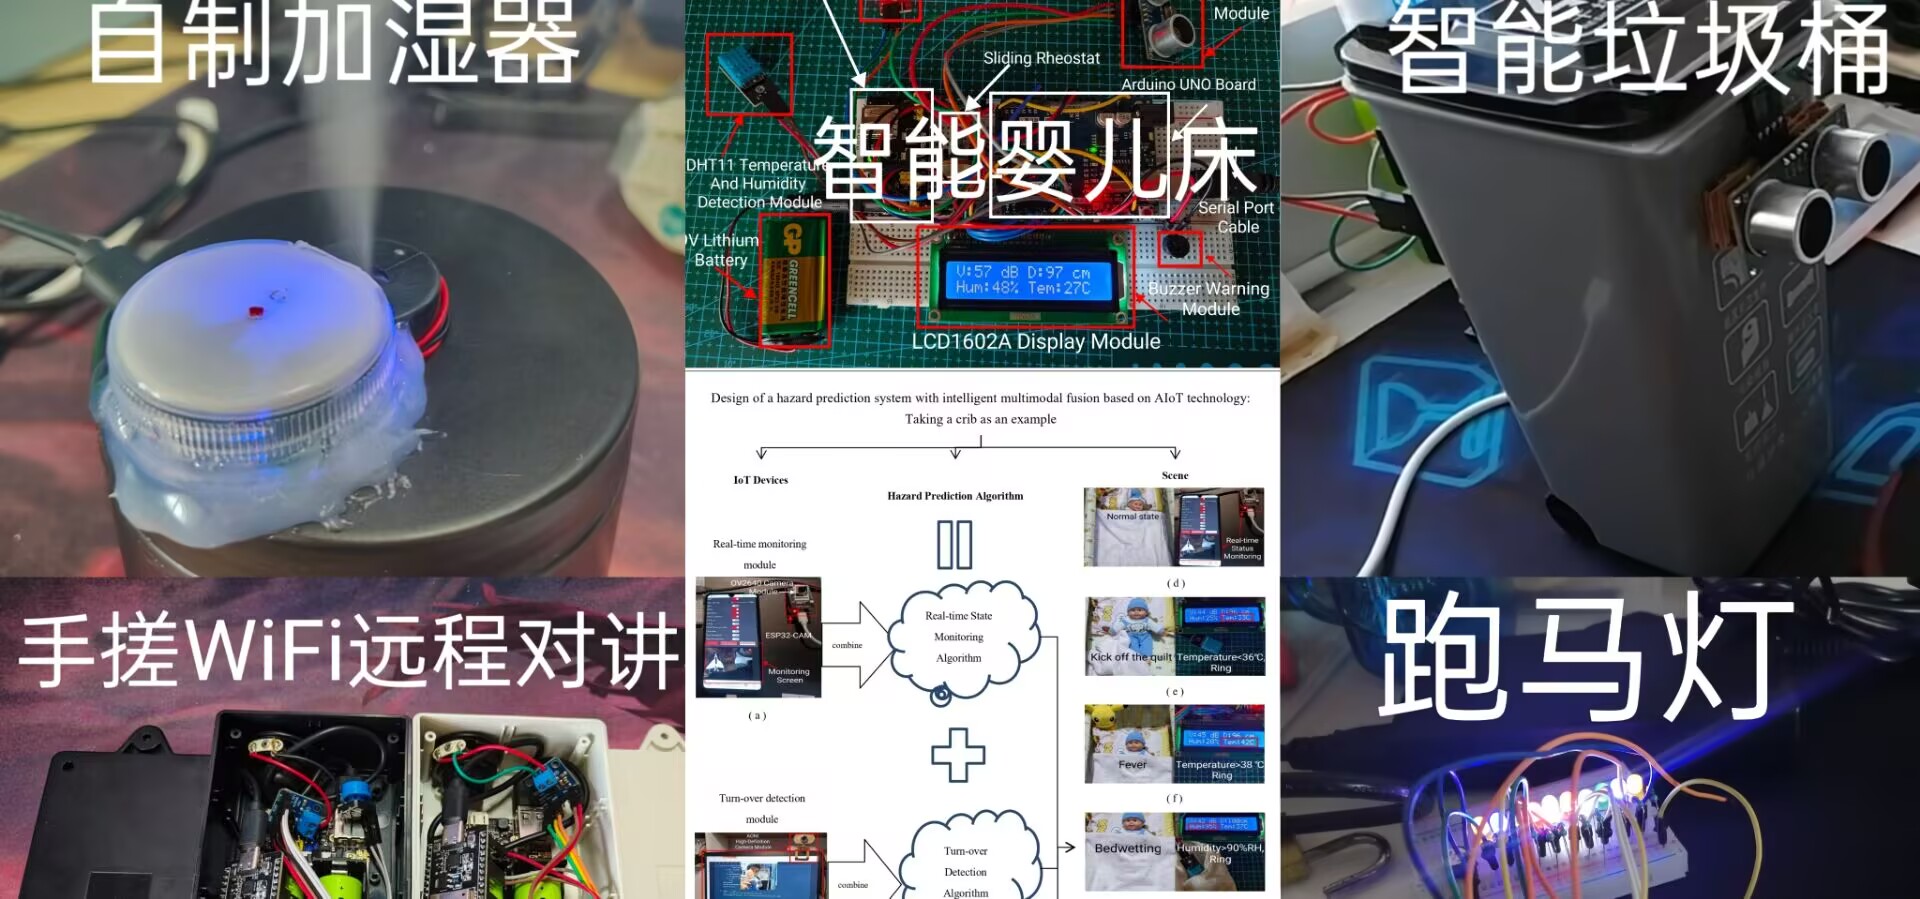 自制加湿器
Module
Sliding Rheostat
Arduino UNO Board
智能婴儿床
DHT11 Temperature
And Humidity
Detection Module
Serial Port
Cable
V Lithium
Battery
GP
GREENCELL
V:57 dB D:97 cm
Hum:48% Tem:27C
Buzzer Warning
Module
LCD1602A Display Module
智能垃圾桶
Design of a hazard prediction system with intelligent multimodal fusion based on AIoT technology:
Taking a crib as an example
IoT Devices
Hazard Prediction Algorithm
Scene
Real-time monitoring
module
OV2640 Camera
Module
ESP32-CAM
Monitoring
Screen
( a )
combine
Real-time State
Monitoring
Algorithm
Normal state
Real-time
Status
Monitoring
( d )
Kick off the quilt
Temperature<36℃,
Ring
( e )
Fever
Temperature>38 ℃
Ring
( f )
Turn-over detection
module
combine
Turn-over
Detection
Algorithm
Bedwetting
Humidity>90%RH,
Ring
手搓WiFi远程对讲
跑马灯